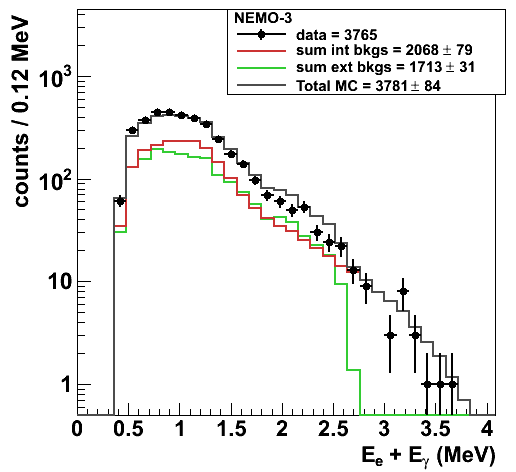 NEMO-3
data = 3765
sum int bkgs = 2068 ± 79
sum ext bkgs = 1713 ± 31
Total MC = 3781 ± 84
counts / 0.12 MeV
10³
10²
10
1
0 0.5 1 1.5 2 2.5 3 3.5 4
Eₑ + Eᵧ (MeV)